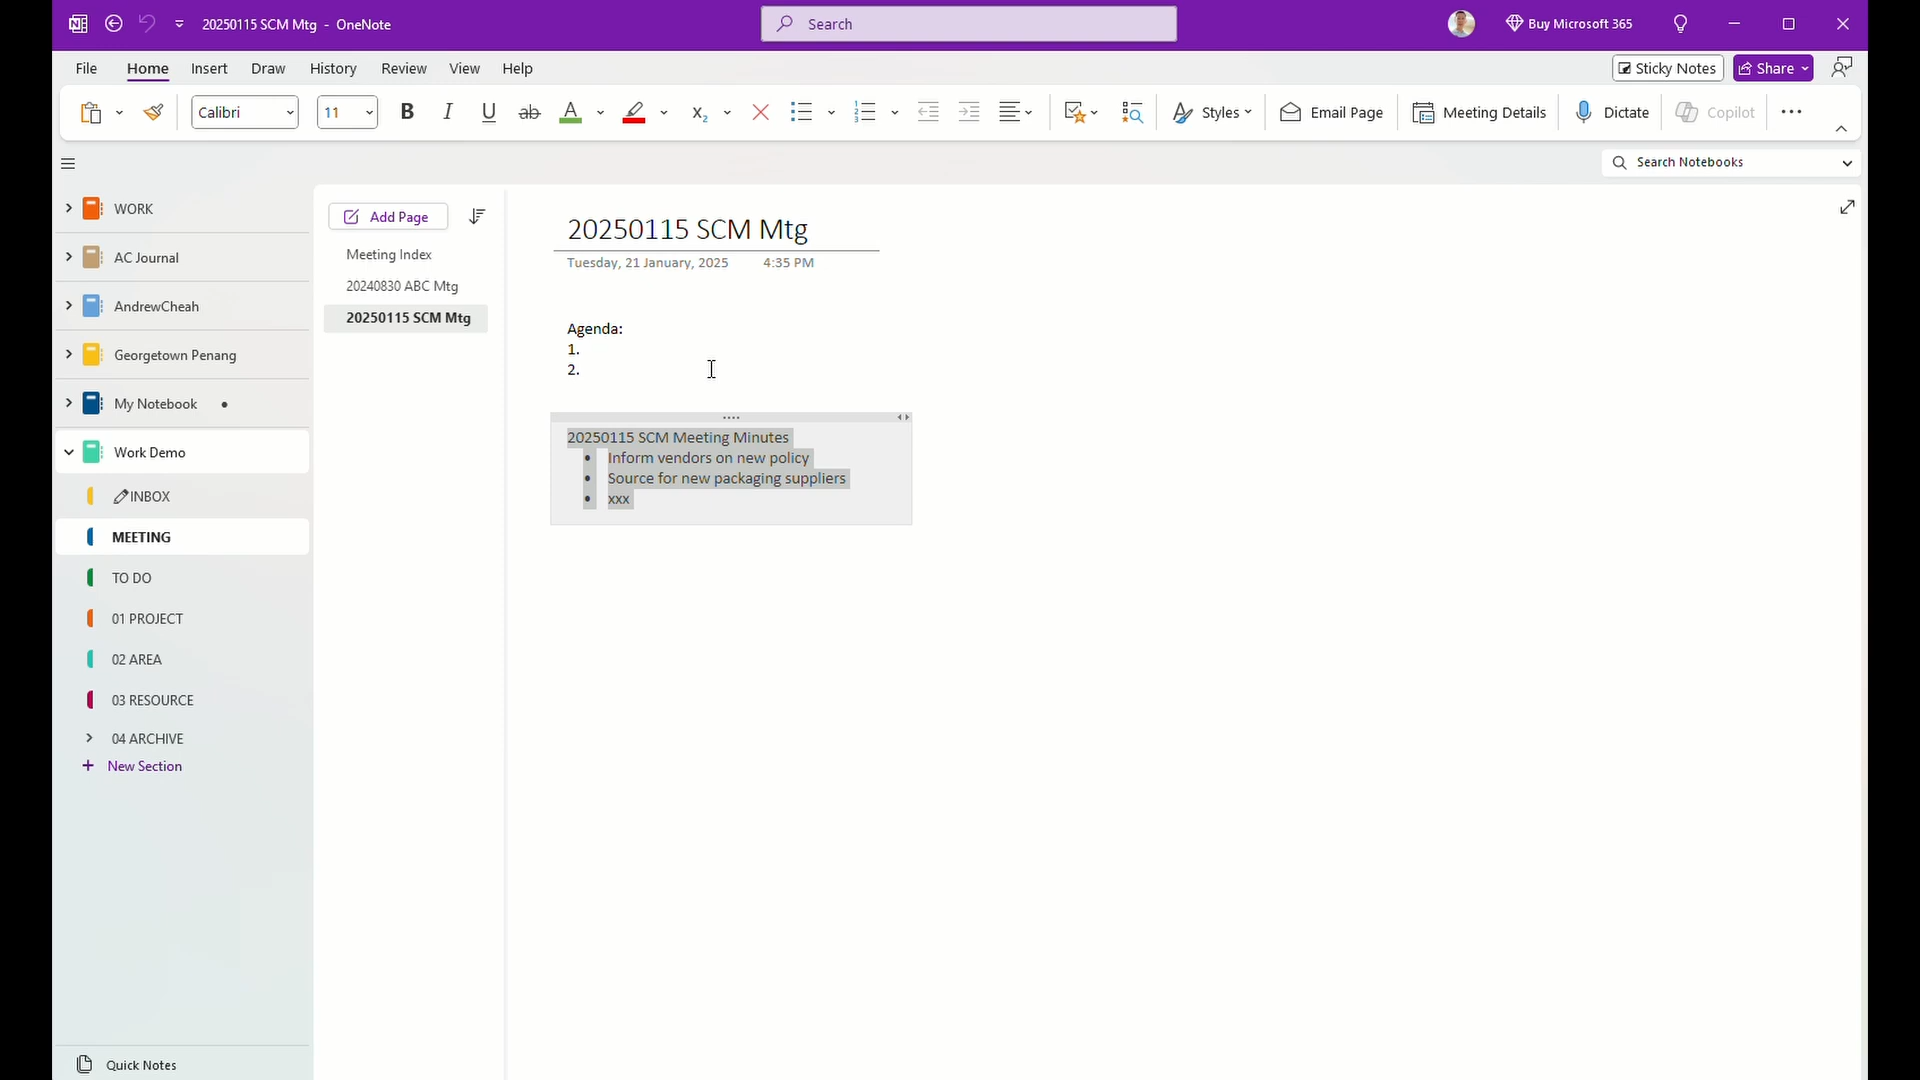 20250115 SCM Mtg - OneNote
Search
Buy Microsoft 365
File Home Insert Draw History Review View Help
Sticky Notes
Share
Calibri
11
B I U ab A
X₂
Styles
Email Page
Meeting Details
Dictate
Copilot
Search Notebooks
WORK
AC Journal
AndrewCheah
Georgetown Penang
My Notebook
Work Demo
INBOX
MEETING
TO DO
01 PROJECT
02 AREA
03 RESOURCE
04 ARCHIVE
New Section
Quick Notes
Add Page
Meeting Index
20240830 ABC Mtg
20250115 SCM Mtg
20250115 SCM Mtg
Tuesday, 21 January, 2025 4:35 PM
Agenda:
1.
2.
20250115 SCM Meeting Minutes
• Inform vendors on new policy
• Source for new packaging suppliers
• xxx